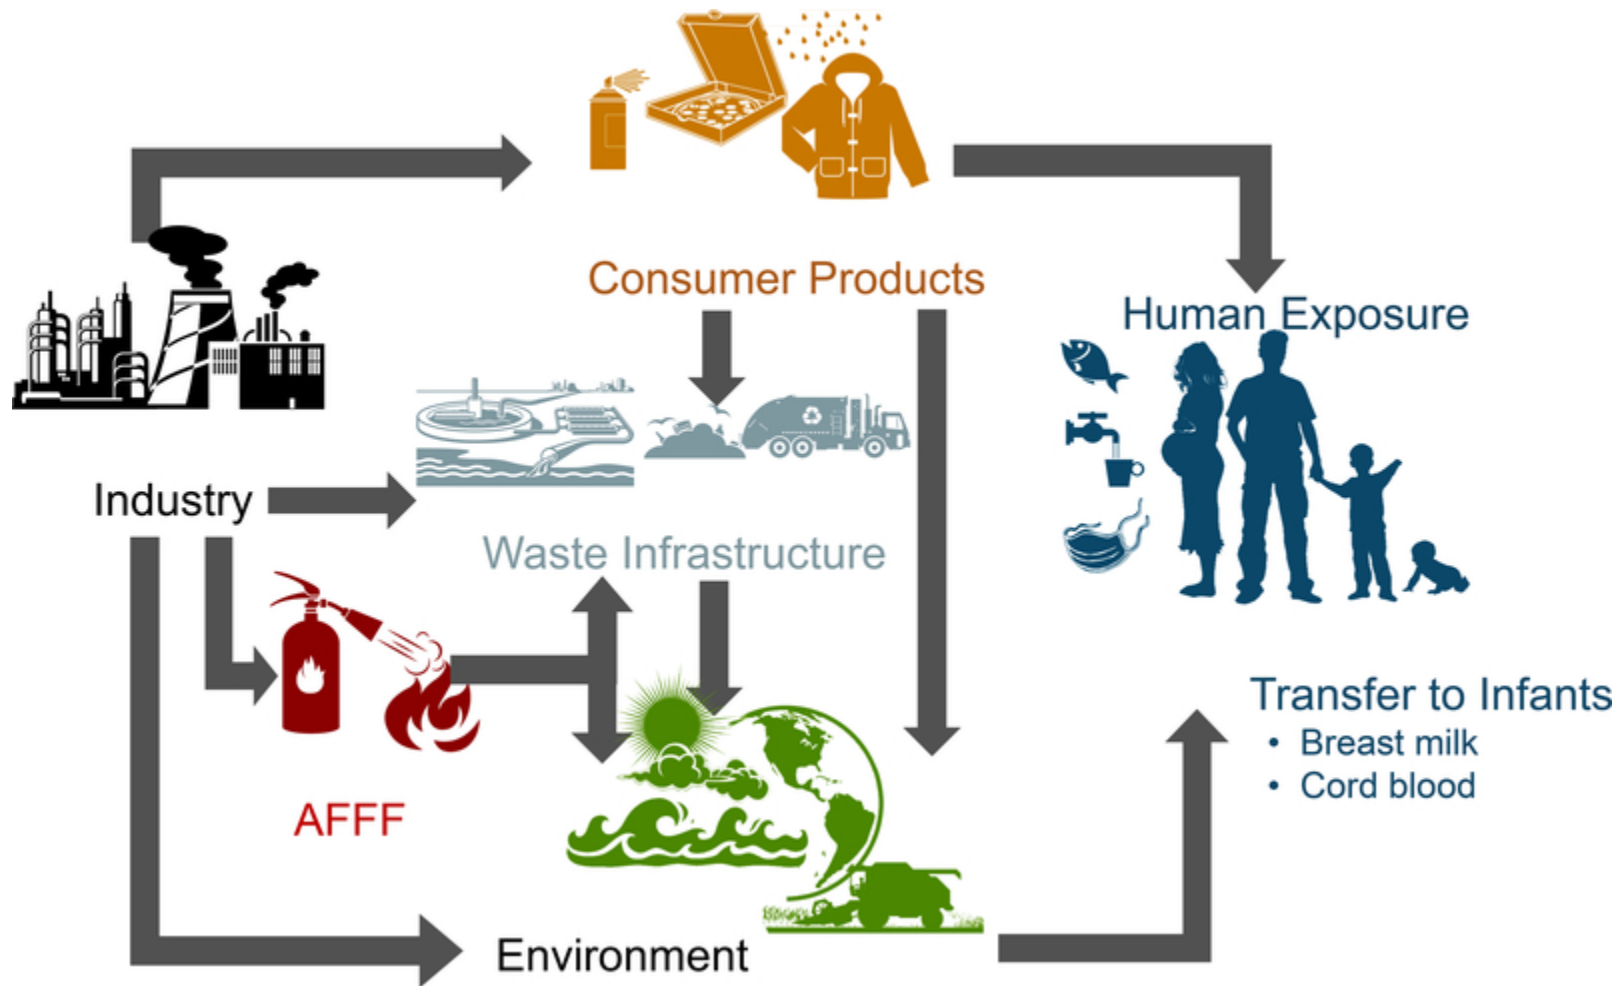 Consumer Products
Human Exposure
Industry
Waste Infrastructure
Transfer to Infants
• Breast milk
• Cord blood
AFFF
Environment